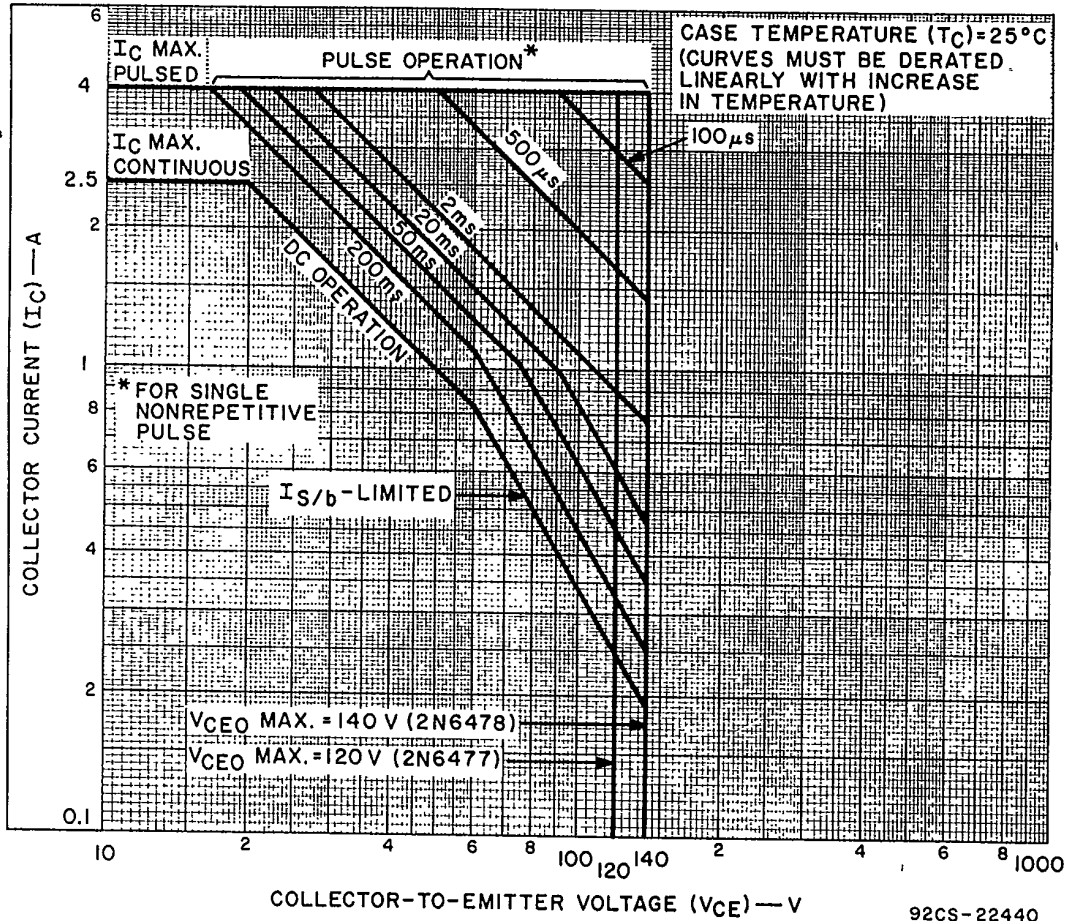 IC MAX.
PULSED
PULSE OPERATION*
CASE TEMPERATURE (TC)=25°C
(CURVES MUST BE DERATED
LINEARLY WITH INCREASE
IN TEMPERATURE)
IC MAX.
CONTINUOUS
100μs
500μs
2ms
20ms
50ms
200ms
DC OPERATION
* FOR SINGLE
NONREPETITIVE
PULSE
IS/b-LIMITED
VCEO MAX.=140 V (2N6478)
VCEO MAX.=120 V (2N6477)
6
4
2.5
2
1
8
6
4
2
0.1
COLLECTOR CURRENT (IC)—A
10 2 4 6 8 100 120 140 2 4 6 8 1000
COLLECTOR-TO-EMITTER VOLTAGE (VCE)—V
92CS-22440